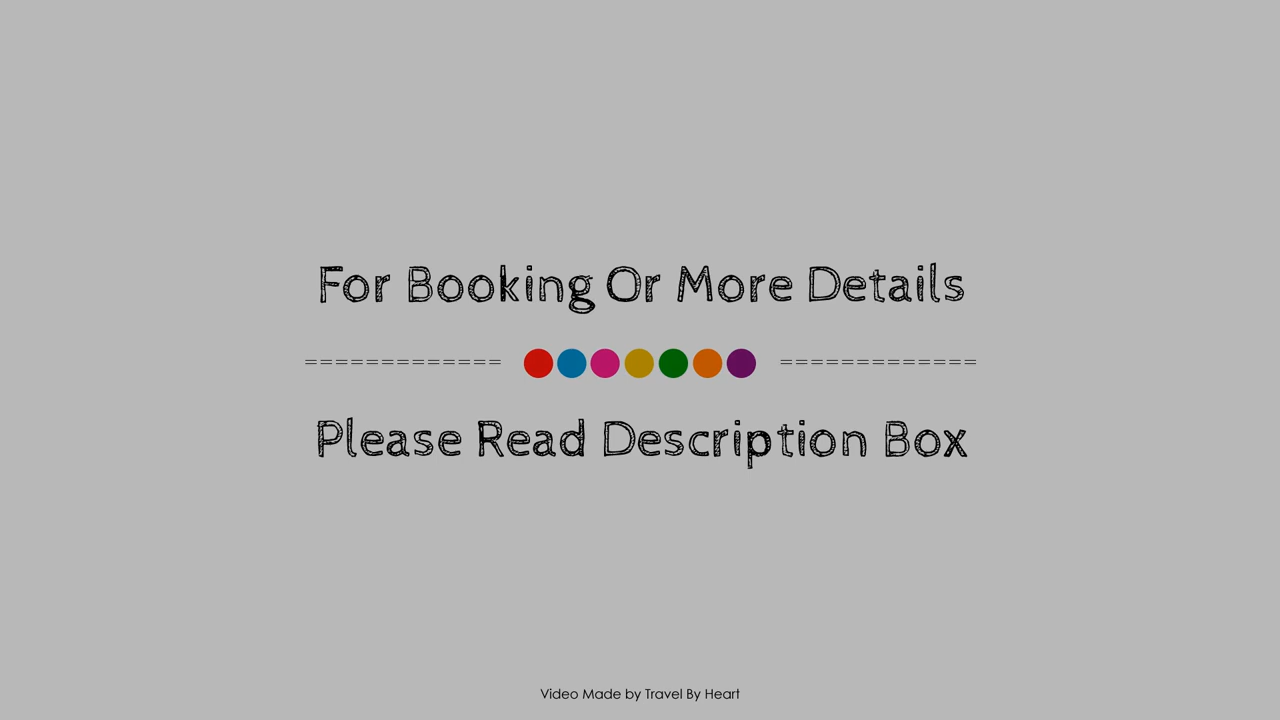 For Booking Or More Details
============= =============
Please Read Description Box
Video Made by Travel By Heart